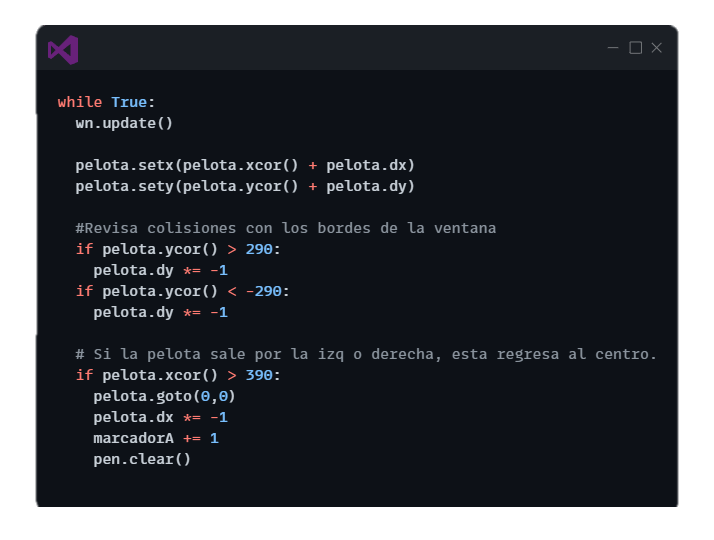 while True:
  wn.update()

  pelota.setx(pelota.xcor() + pelota.dx)
  pelota.sety(pelota.ycor() + pelota.dy)

  #Revisa colisiones con los bordes de la ventana
  if pelota.ycor() > 290:
    pelota.dy *= -1
  if pelota.ycor() < -290:
    pelota.dy *= -1

  # Si la pelota sale por la izq o derecha, esta regresa al centro.
  if pelota.xcor() > 390:
    pelota.goto(0,0)
    pelota.dx *= -1
    marcadorA += 1
    pen.clear()